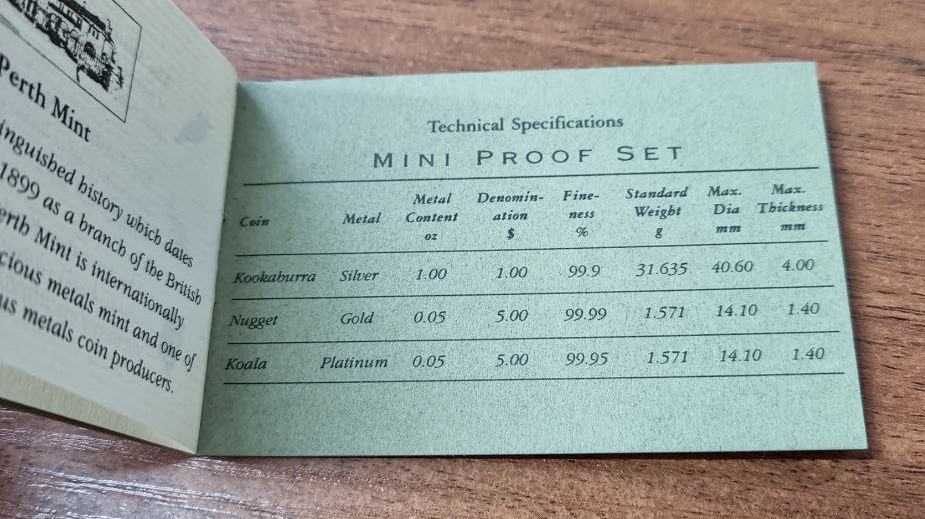 Perth Mint
inguished history which dates
1899 as a branch of the British
erth Mint is internationally
cious metals mint and one of
us metals coin producers.
Technical Specifications
MINI PROOF SET
Coin Metal Metal Content oz Denomin-ation $ Fine-ness % Standard Weight g Max. Dia mm Max. Thickness mm
Kookaburra Silver 1.00 1.00 99.9 31.635 40.60 4.00
Nugget Gold 0.05 5.00 99.99 1.571 14.10 1.40
Koala Platinum 0.05 5.00 99.95 1.571 14.10 1.40